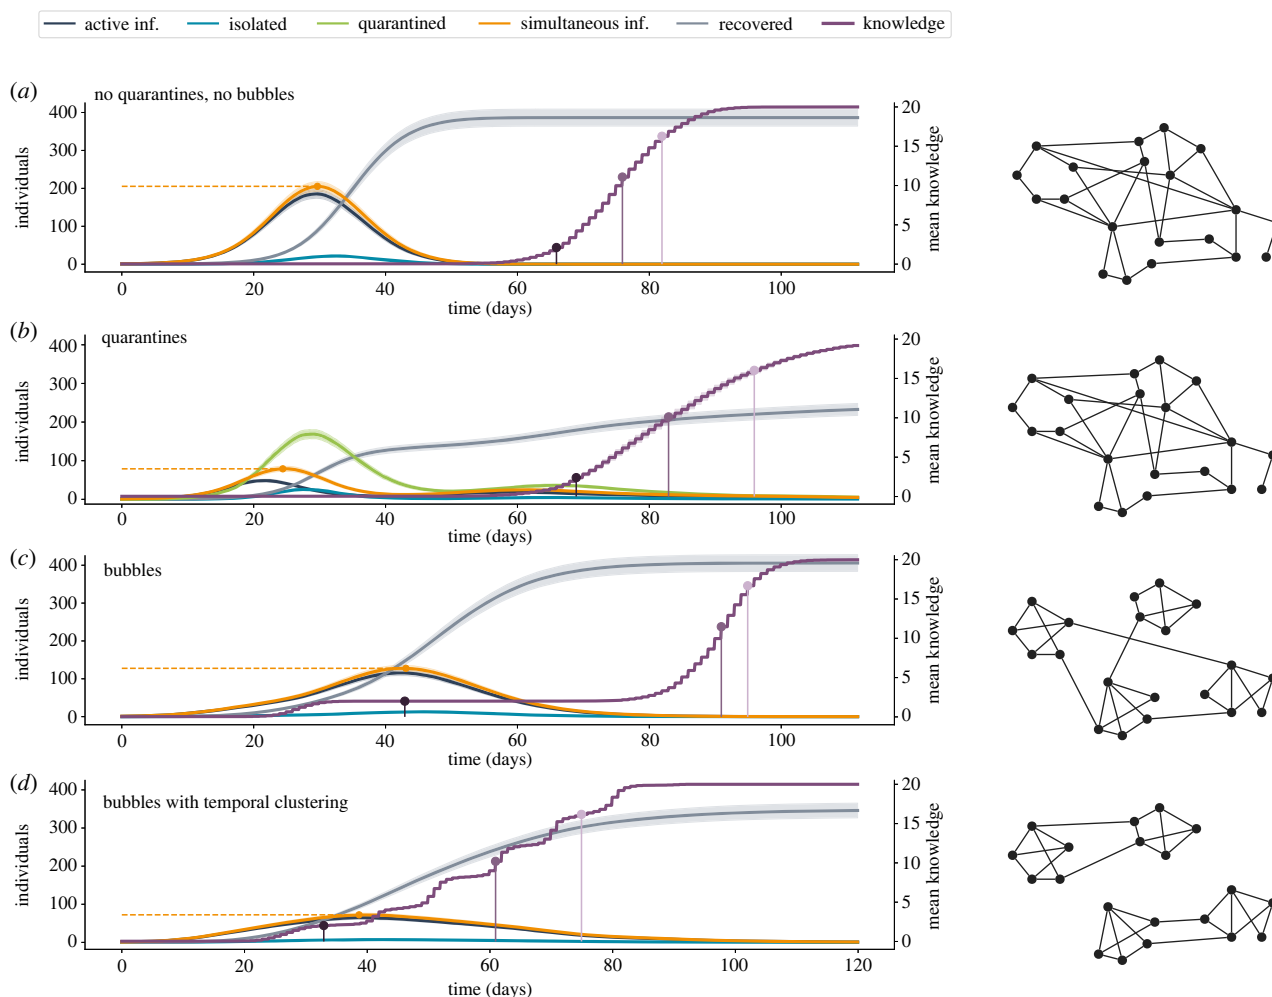 active inf. isolated quarantined simultaneous inf. recovered knowledge
(a) no quarantines, no bubbles
individuals
400
300
200
100
0
20
15
10
5
0
mean knowledge
0 20 40 60 80 100
time (days)
(b) quarantines
individuals
400
300
200
100
0
20
15
10
5
0
mean knowledge
0 20 40 60 80 100
time (days)
(c) bubbles
individuals
400
300
200
100
0
20
15
10
5
0
mean knowledge
0 20 40 60 80 100
time (days)
(d) bubbles with temporal clustering
individuals
400
300
200
100
0
20
15
10
5
0
mean knowledge
0 20 40 60 80 100 120
time (days)